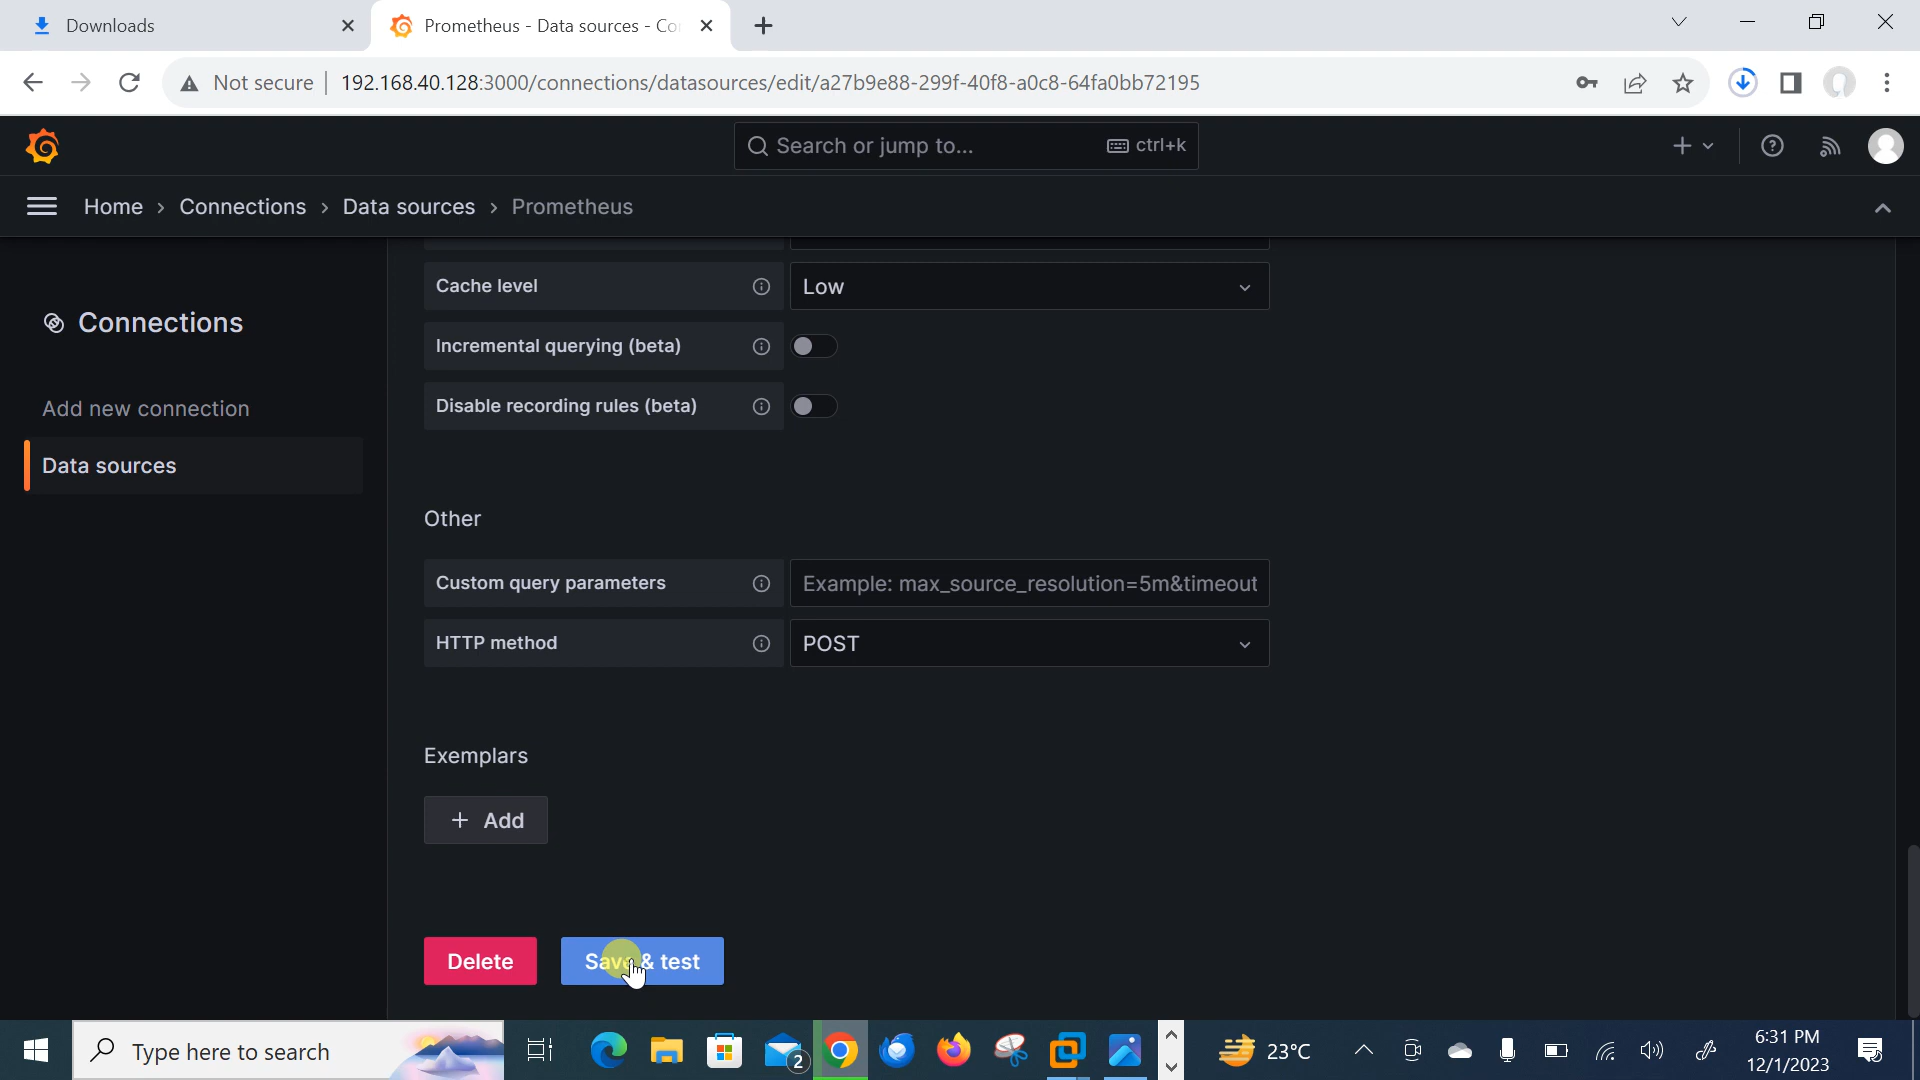 Downloads
Prometheus - Data sources - Co
Not secure
192.168.40.128:3000/connections/datasources/edit/a27b9e88-299f-40f8-a0c8-64fa0bb72195
Search or jump to...
ctrl+k
Home › Connections › Data sources › Prometheus
Connections
Add new connection
Data sources
Cache level
Low
Incremental querying (beta)
Disable recording rules (beta)
Other
Custom query parameters
Example: max_source_resolution=5m&timeout
HTTP method
POST
Exemplars
+ Add
Delete
Save & test
Type here to search
2
23°C
6:31 PM
12/1/2023